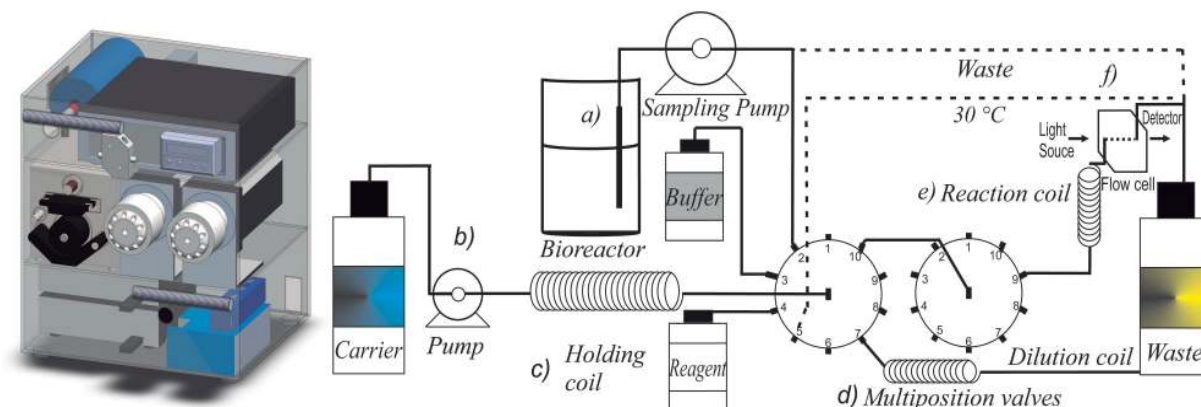 a)
Sampling Pump
Waste
f)
30 °C
Light
Souce
Detector
Flow cell
Buffer
e) Reaction coil
Bioreactor
b)
Carrier
Pump
c) Holding
coil
Reagent
1
2
3
4
5
6
7
8
9
10
1
2
3
4
5
6
7
8
9
10
Dilution coil
Waste
d) Multiposition valves